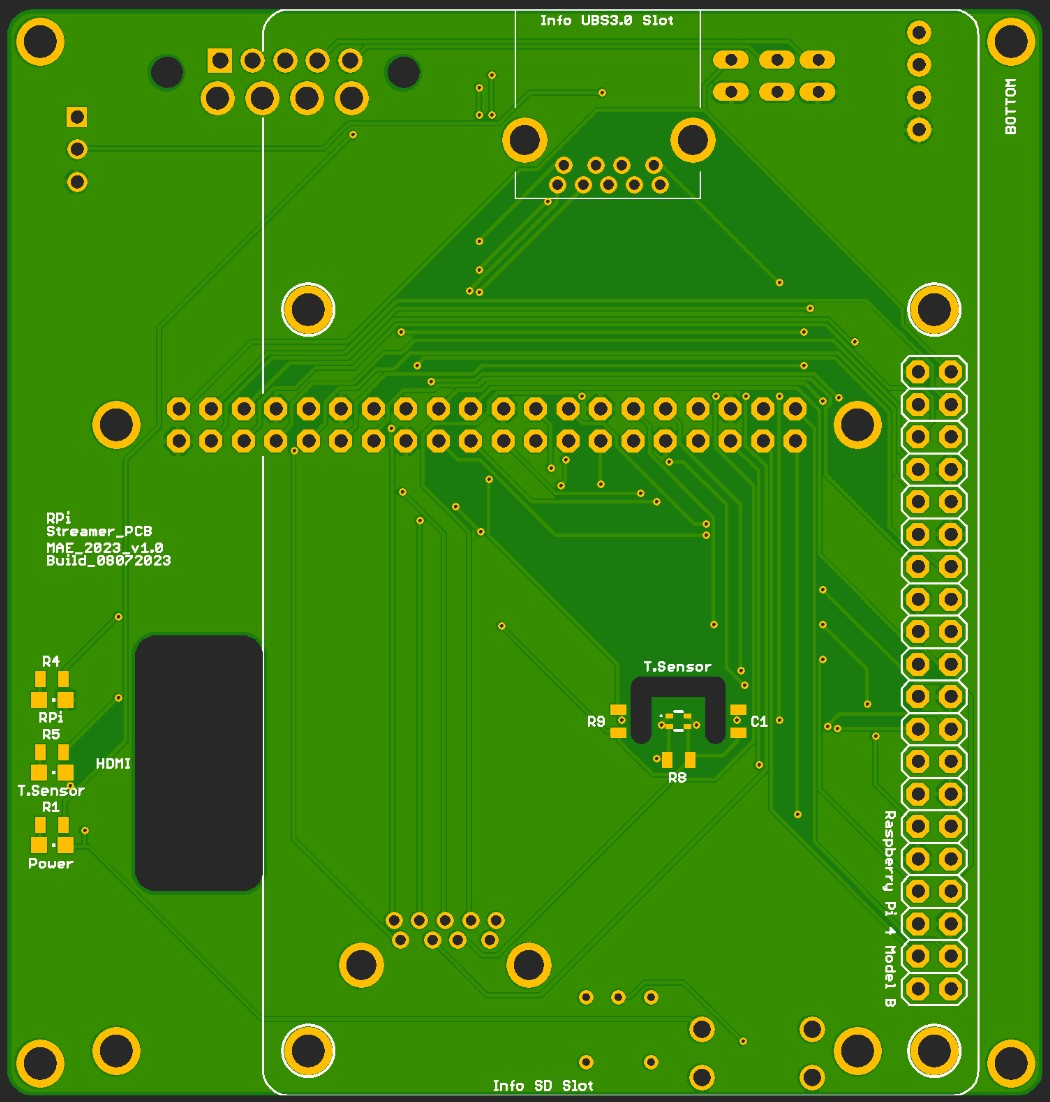 Info UBS3.0 Slot
BOTTOM
RPi
Streamer_PCB
MAE_2023_v1.0
Build_08072023
R4
RPi
R5
HDMI
T.Sensor
R1
Power
T.Sensor
R9
C1
R8
Raspberry Pi 4 Model B
Info SD Slot